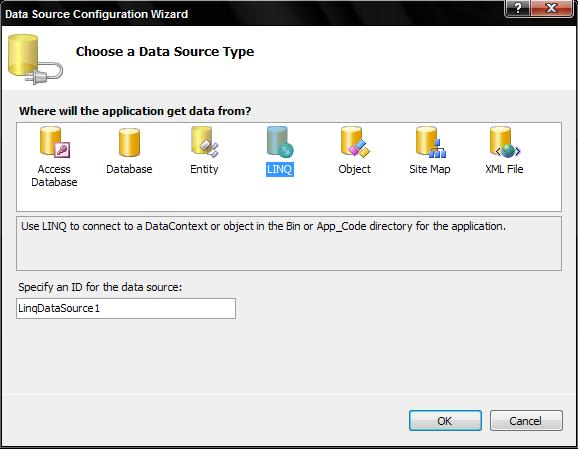 Data Source Configuration Wizard
?
Choose a Data Source Type
Where will the application get data from?
Access Database
Database
Entity
LINQ
Object
Site Map
XML File
Use LINQ to connect to a DataContext or object in the Bin or App_Code directory for the application.
Specify an ID for the data source:
LinqDataSource1
OK
Cancel